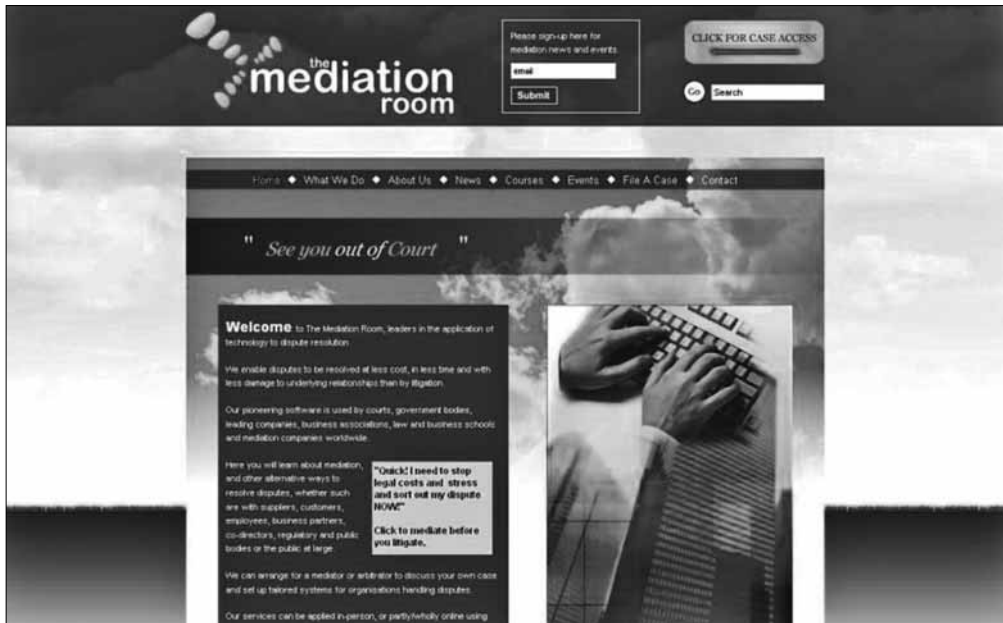 the
mediation
room
Please sign-up here for
mediation news and events
email
Submit
CLICK FOR CASE ACCESS
Go
Search
Home ◆ What We Do ◆ About Us ◆ News ◆ Courses ◆ Events ◆ File A Case ◆ Contact
" See you out of Court "
Welcome to The Mediation Room, leaders in the application of
technology to dispute resolution
We enable disputes to be resolved at less cost, in less time and with
less damage to underlying relationships than by litigation.
Our pioneering software is used by courts, government bodies,
leading companies, business associations, law and business schools
and mediation companies worldwide.
Here you will learn about mediation,
and other alternative ways to
resolve disputes, whether such
are with suppliers, customers,
employees, business partners,
co-directors, regulatory and public
bodies or the public at large
"Quick! I need to stop
legal costs and stress
and sort out my dispute
NOW!"
Click to mediate before
you litigate.
We can arrange for a mediator or arbitrator to discuss your own case
and set up tailored systems for organisations handling disputes.
Our services can be applied in-person, or partly/wholly online using